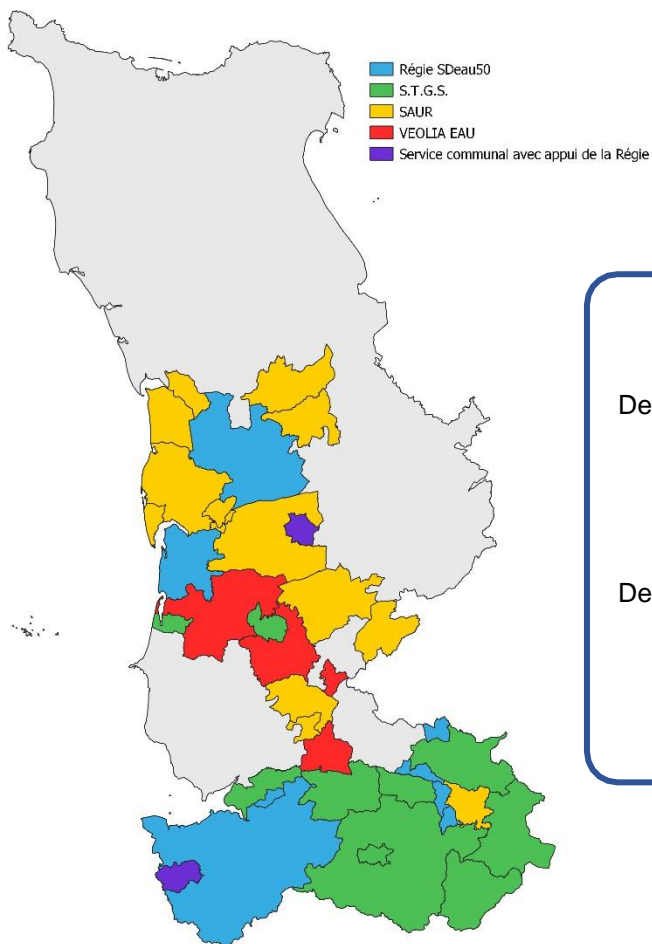 Régie SDeau50
S.T.G.S.
SAUR
VEOLIA EAU
Service communal avec appui de la Régie
De
De